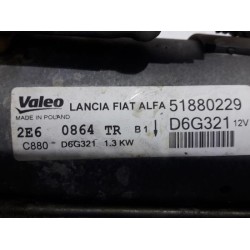 Valeo LANCIA FIAT ALFA 51880229
MADE IN POLAND
2E6 0864 TR B1 D6G321 12V
C880 D6G321 1.3 KW